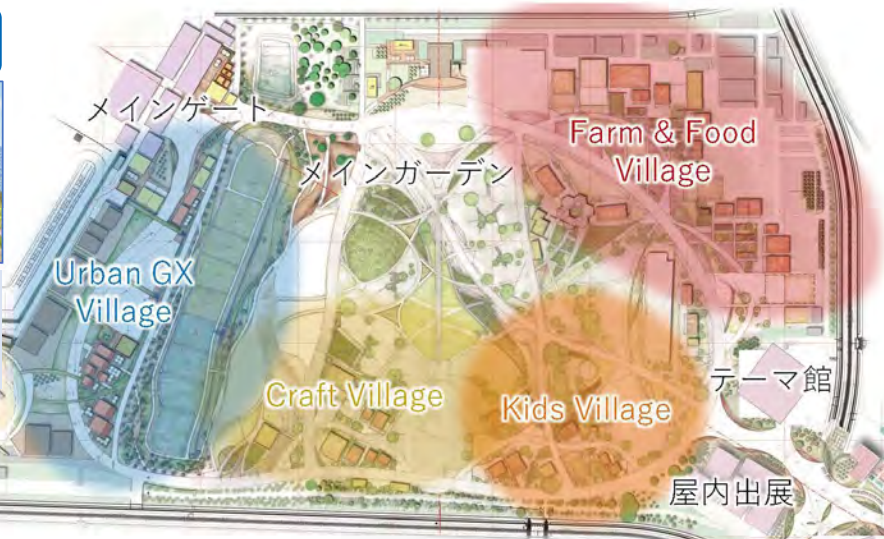 メインゲート
Farm & Food
Village
メインガーデン
Urban GX
Village
テーマ館
Craft Village
Kids Village
屋内出展